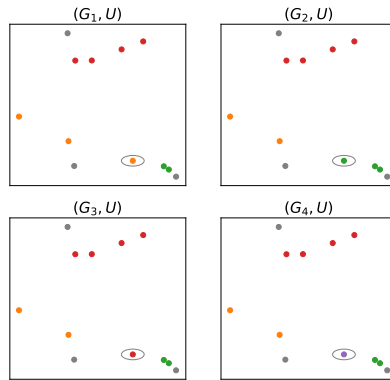 (G₁, U)
(G₂, U)
(G₃, U)
(G₄, U)